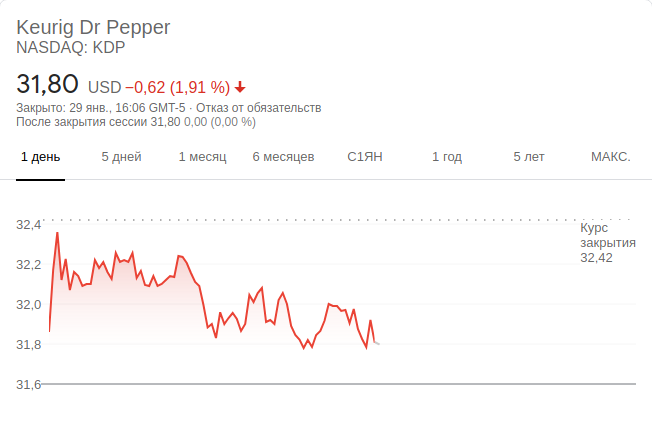 Keurig Dr Pepper
NASDAQ: KDP
31,80 USD −0,62 (1,91 %)
Закрыто: 29 янв., 16:06 GMT-5 · Отказ от обязательств
После закрытия сессии 31,80 0,00 (0,00 %)
1 день 5 дней 1 месяц 6 месяцев С1ЯН 1 год 5 лет МАКС.
32,4
Курс
закрытия
32,42
32,2
32,0
31,8
31,6